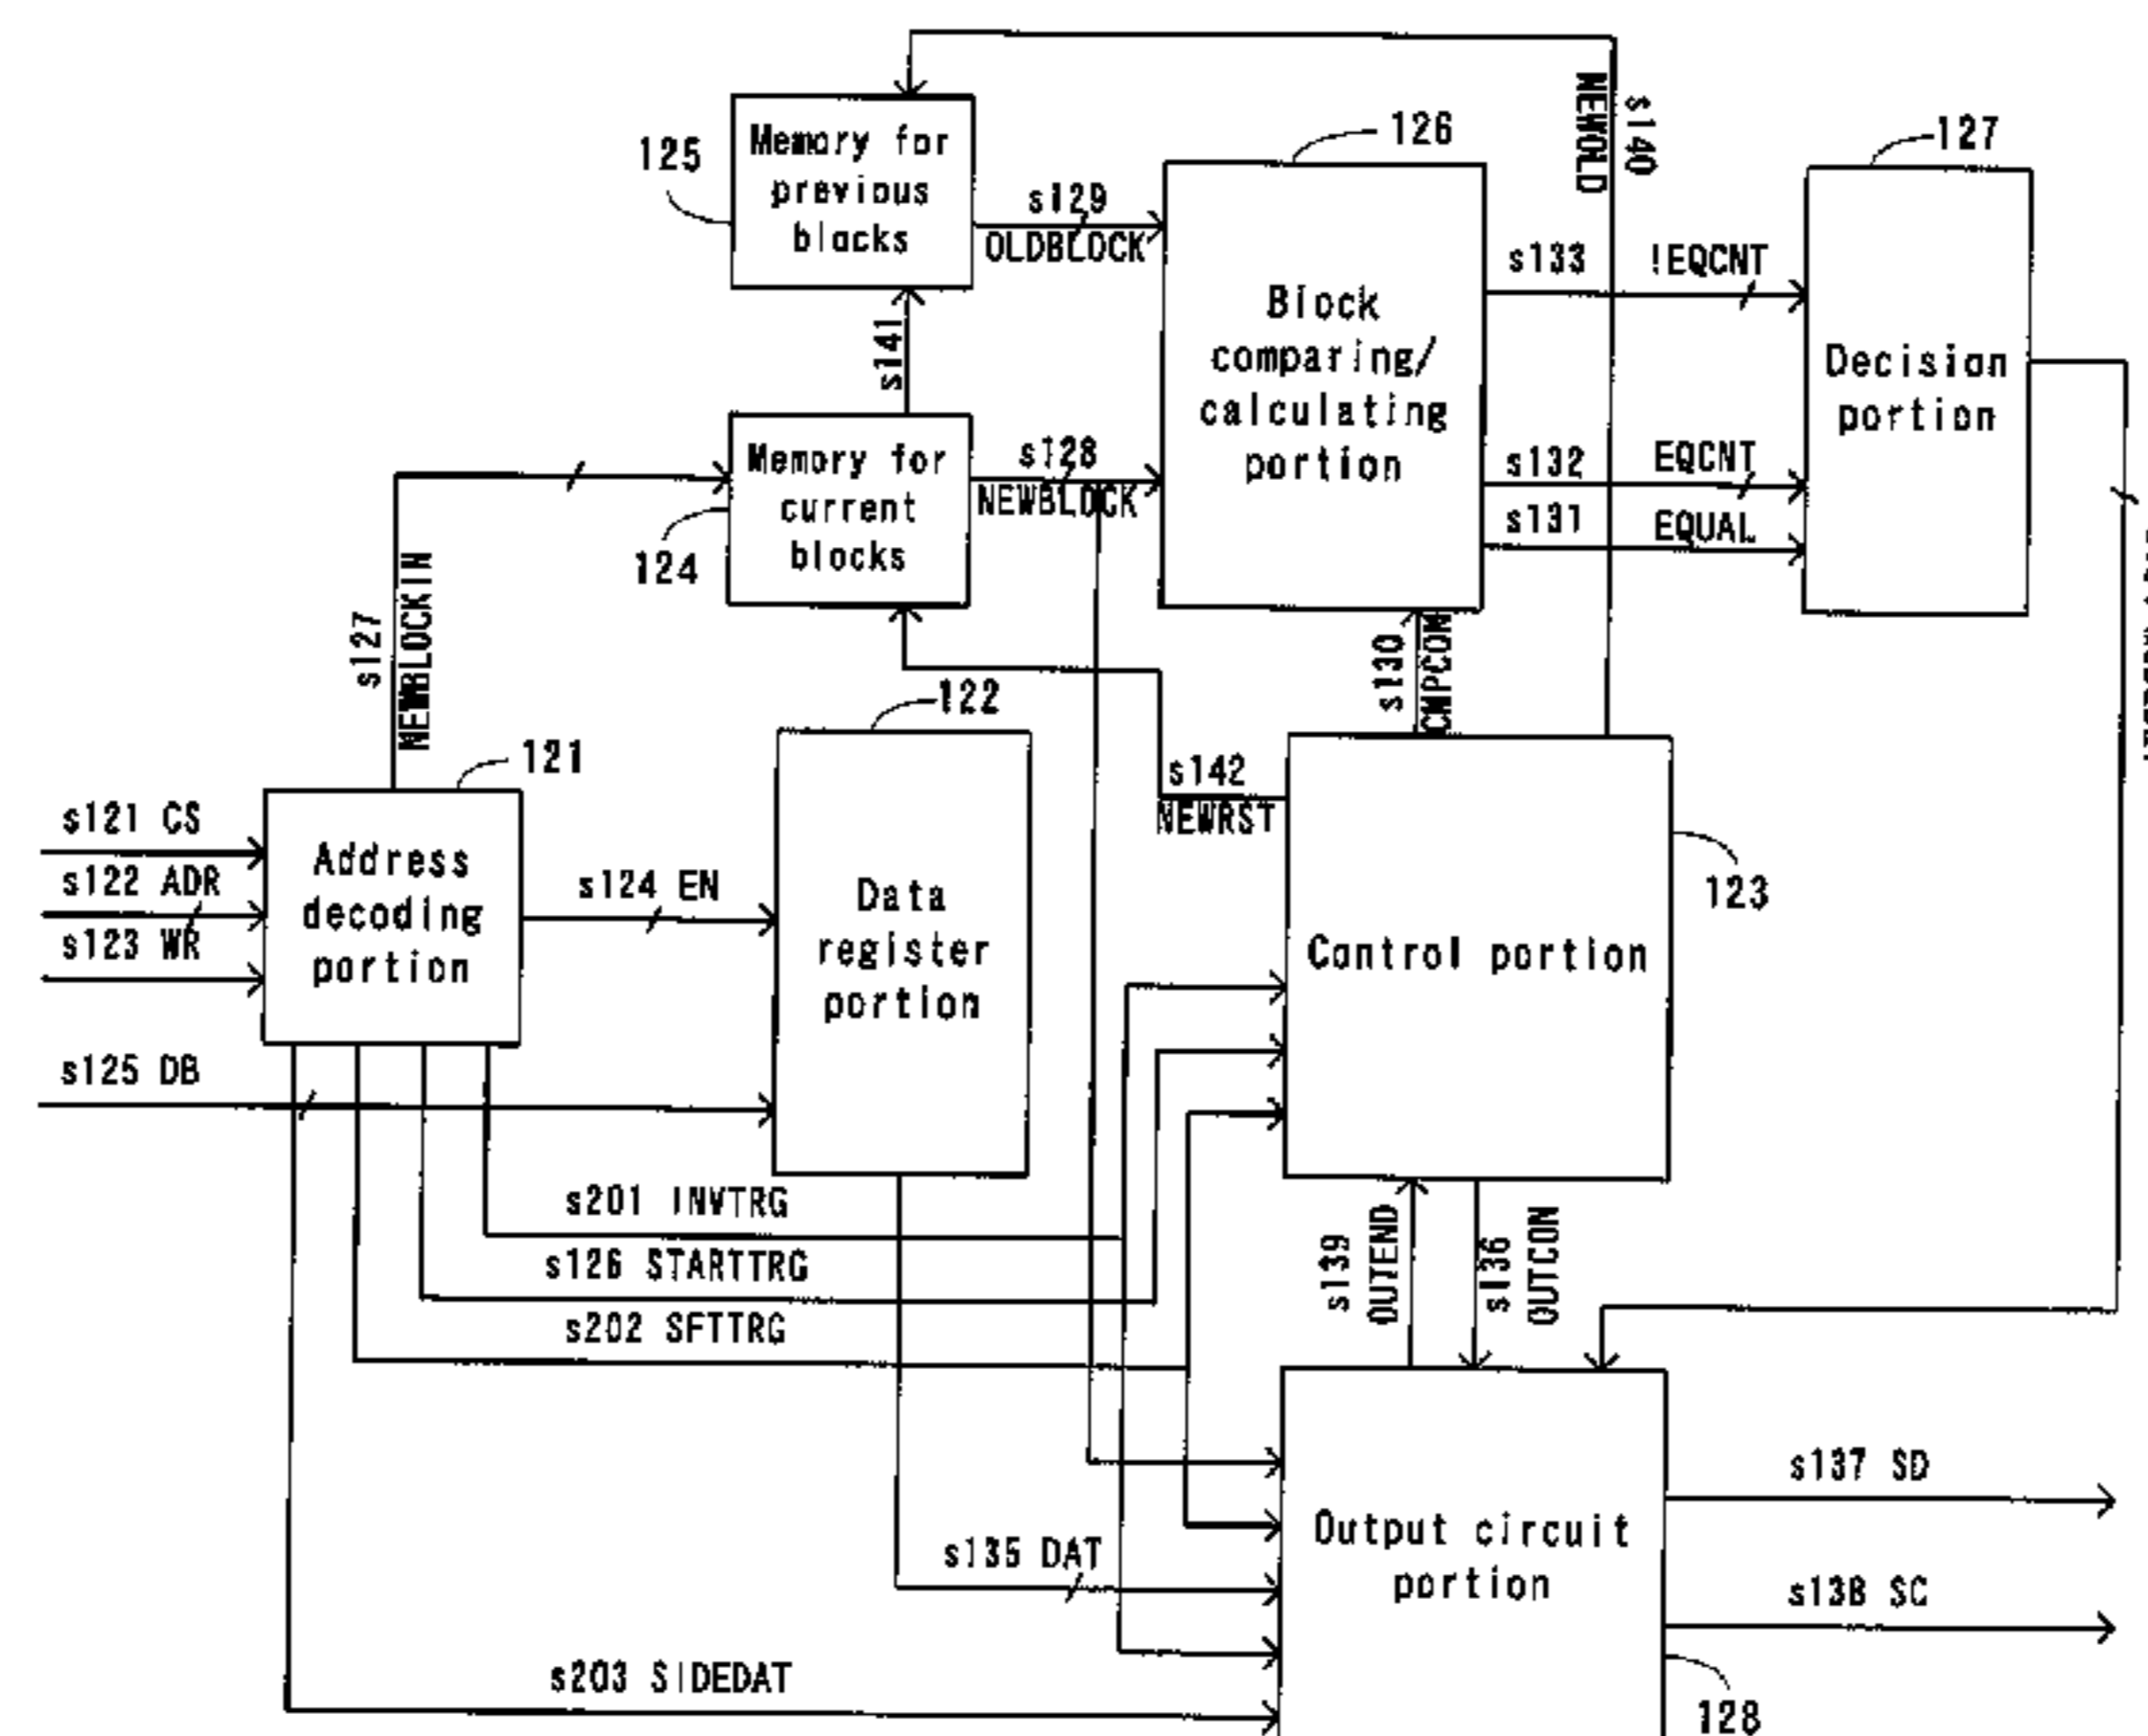 125
Memory for
previous
blocks
s129
OLDBLOCK
126
Block
comparing/
calculating
portion
NEWOLD
s140
127
Decision
portion
s133 !EQCNT
s132 EQCNT
s131 EQUAL
s141
124
Memory for
current
blocks
s128
NEWBLOCK
s127
NEWBLOCKIN
s130
CMPCOM
121
Address
decoding
portion
s121 CS
s122 ADR
s123 WR
s125 DB
s124 EN
122
Data
register
portion
s142
NEWRST
123
Control portion
s201 INVTRG
s126 STARTTRG
s202 SFTTRG
s139
OUTEND
s136
OUTCON
s135 DAT
s203 SIDEDAT
Output circuit
portion
128
s137 SD
s138 SC